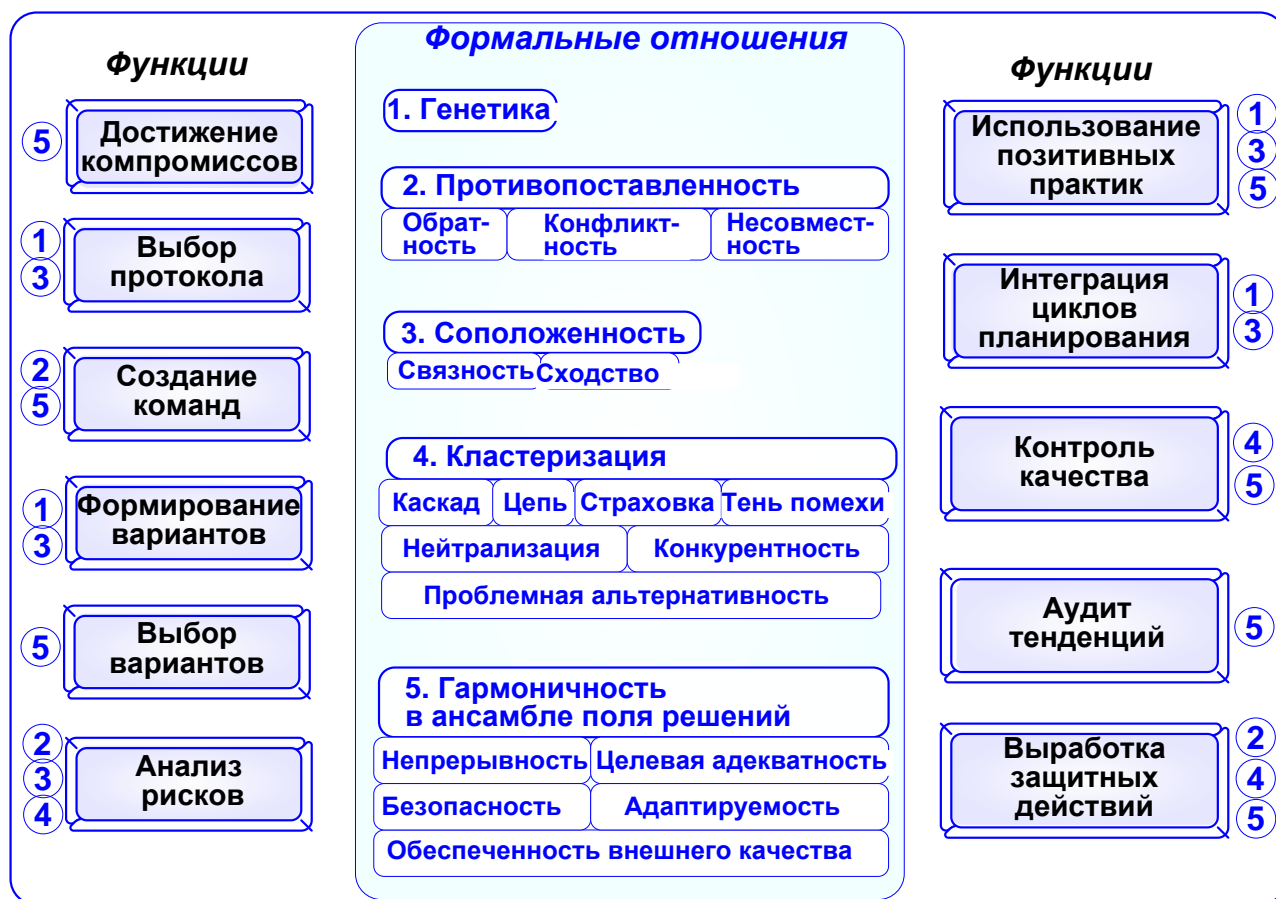 Функции
5
Достижение
компромиссов
1
3
Выбор
протокола
2
5
Создание
команд
1
3
Формирование
вариантов
5
Выбор
вариантов
2
3
4
Анализ
рисков
Формальные отношения
1. Генетика
2. Противопоставленность
Обрат-
ность
Конфликт-
ность
Несовмест-
ность
3. Соположенность
Связность
Сходство
4. Кластеризация
Каскад
Цепь
Страховка
Тень помехи
Нейтрализация
Конкурентность
Проблемная альтернативность
5. Гармоничность
в ансамбле поля решений
Непрерывность
Целевая адекватность
Безопасность
Адаптируемость
Обеспеченность внешнего качества
Функции
Использование
позитивных
практик
1
3
5
Интеграция
циклов
планирования
1
3
Контроль
качества
4
5
Аудит
тенденций
5
Выработка
защитных
действий
2
4
5